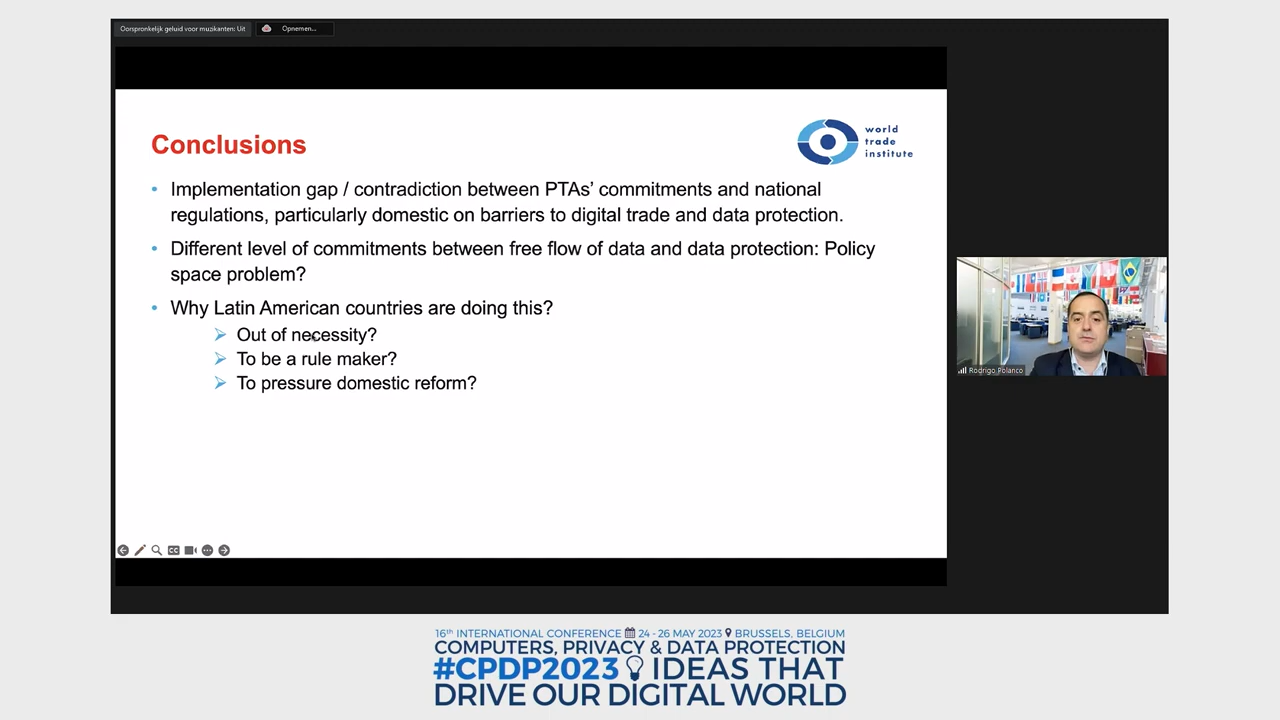 Oorspronkelijk geluid voor muzikanten: Uit
Opnemen...
Conclusions
world
trade
institute
• Implementation gap / contradiction between PTAs' commitments and national
regulations, particularly domestic on barriers to digital trade and data protection.
• Different level of commitments between free flow of data and data protection: Policy
space problem?
• Why Latin American countries are doing this?
➢ Out of necessity?
➢ To be a rule maker?
➢ To pressure domestic reform?
Rodrigo Polanco
CC
16th INTERNATIONAL CONFERENCE 24 - 26 MAY 2023 BRUSSELS, BELGIUM
COMPUTERS, PRIVACY & DATA PROTECTION
#CPDP2023 IDEAS THAT
DRIVE OUR DIGITAL WORLD